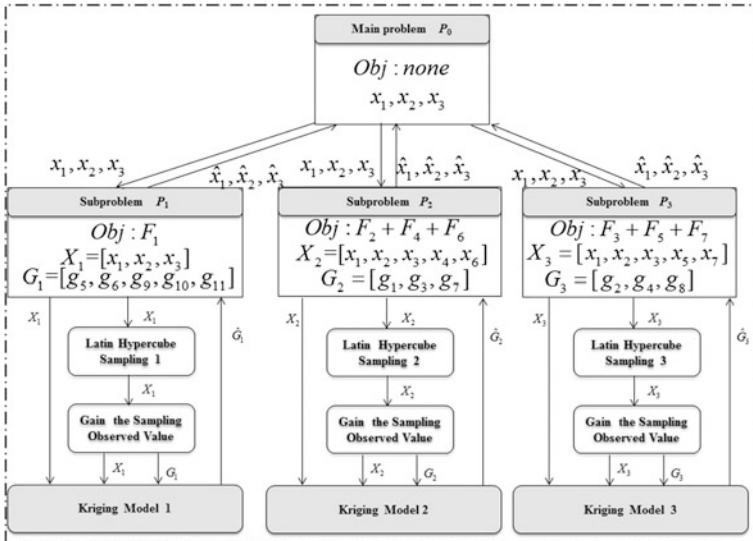 Main problem P₀
Obj : none
x₁, x₂, x₃
x₁, x₂, x₃
x̂₁, x̂₂, x̂₃
x₁, x₂, x₃
x̂₁, x̂₂, x̂₃
x₁, x₂, x₃
x̂₁, x̂₂, x̂₃
Subproblem P₁
Obj : F₁
X₁=[x₁, x₂, x₃]
G₁=[g₅, g₆, g₉, g₁₀, g₁₁]
X₁
X₁
Ĝ₁
Latin Hypercube
Sampling 1
X₁
Gain the Sampling
Observed Value
X₁
G₁
Kriging Model 1
Subproblem P₂
Obj : F₂ + F₄ + F₆
X₂=[x₁, x₂, x₃, x₄, x₆]
G₂ = [g₁, g₃, g₇]
X₂
X₂
Ĝ₂
Latin Hypercube
Sampling 2
X₂
Gain the Sampling
Observed Value
X₂
G₂
Kriging Model 2
Subproblem P₃
Obj : F₃ + F₅ + F₇
X₃ = [x₁, x₂, x₃, x₅, x₇]
G₃ = [g₂, g₄, g₈]
X₃
X₃
Ĝ₃
Latin Hypercube
Sampling 3
X₃
Gain the Sampling
Observed Value
X₃
G₃
Kriging Model 3